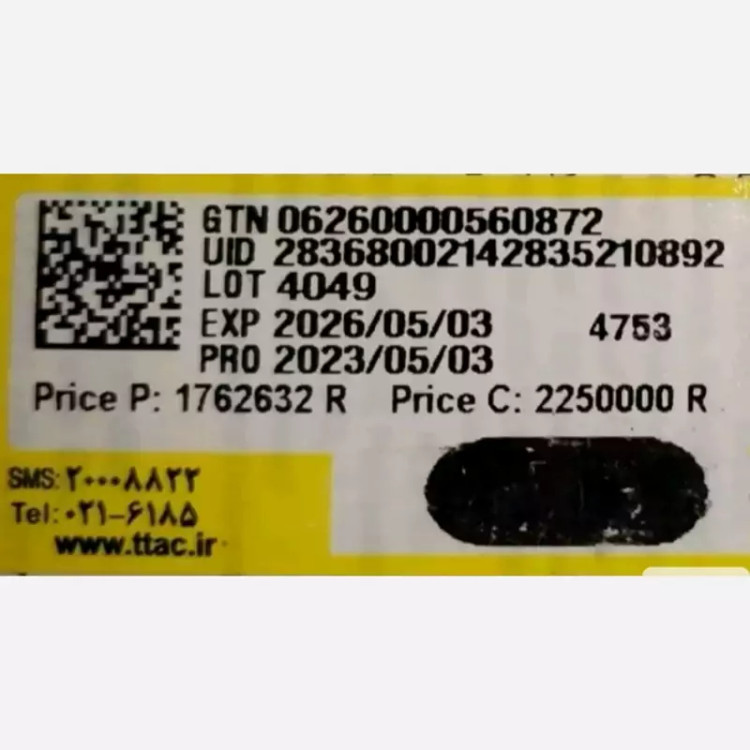 GTN 06260000560872
UID 28368002142835210892
LOT 4049
EXP 2026/05/03 4753
PRO 2023/05/03
Price P: 1762632 R Price C: 2250000 R
SMS: ۲۰۰۰۸۸۲۲
Tel: ۰۲۱-۶۱۸۵
www.ttac.ir